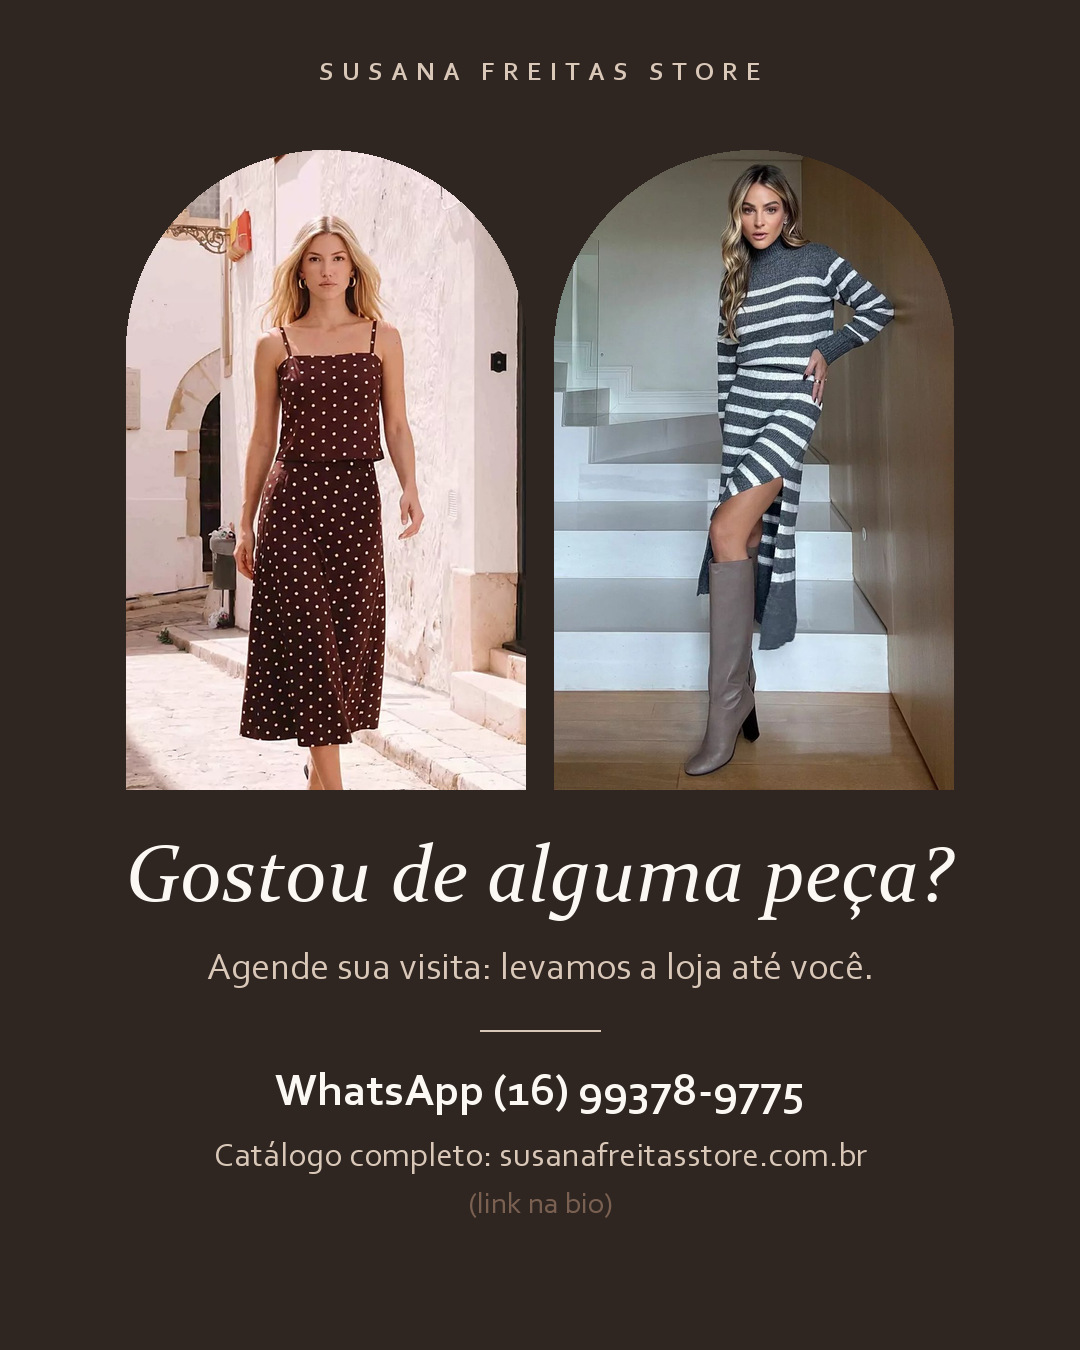 SUSANA FREITAS STORE
Gostou de alguma peça?
Agende sua visita: levamos a loja até você.
WhatsApp (16) 99378-9775
Catálogo completo: susanafreitasstore.com.br
(link na bio)